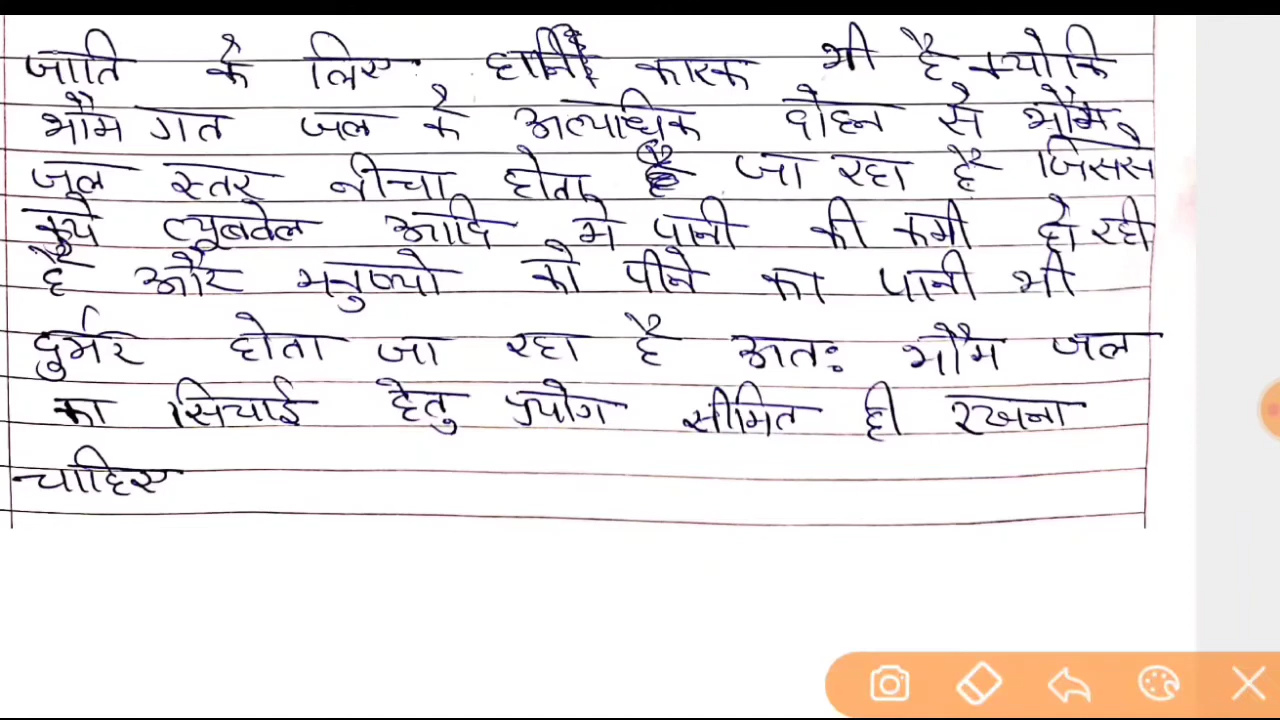 जाति के लिए हानि कारक भी है क्योकि
भौम गत जल के अत्याधिक दोहन से भौम
जल स्तर नीचा होता जा रहा है जिससे
कुये ट्यूबवेल आदि मे पानी की कमी हो रही
है और मनुष्यो को पीने का पानी भी
दुर्भर होता जा रहा है अतः भौम जल
का सिचाई हेतु प्रयोग सीमित ही रखना
चाहिए